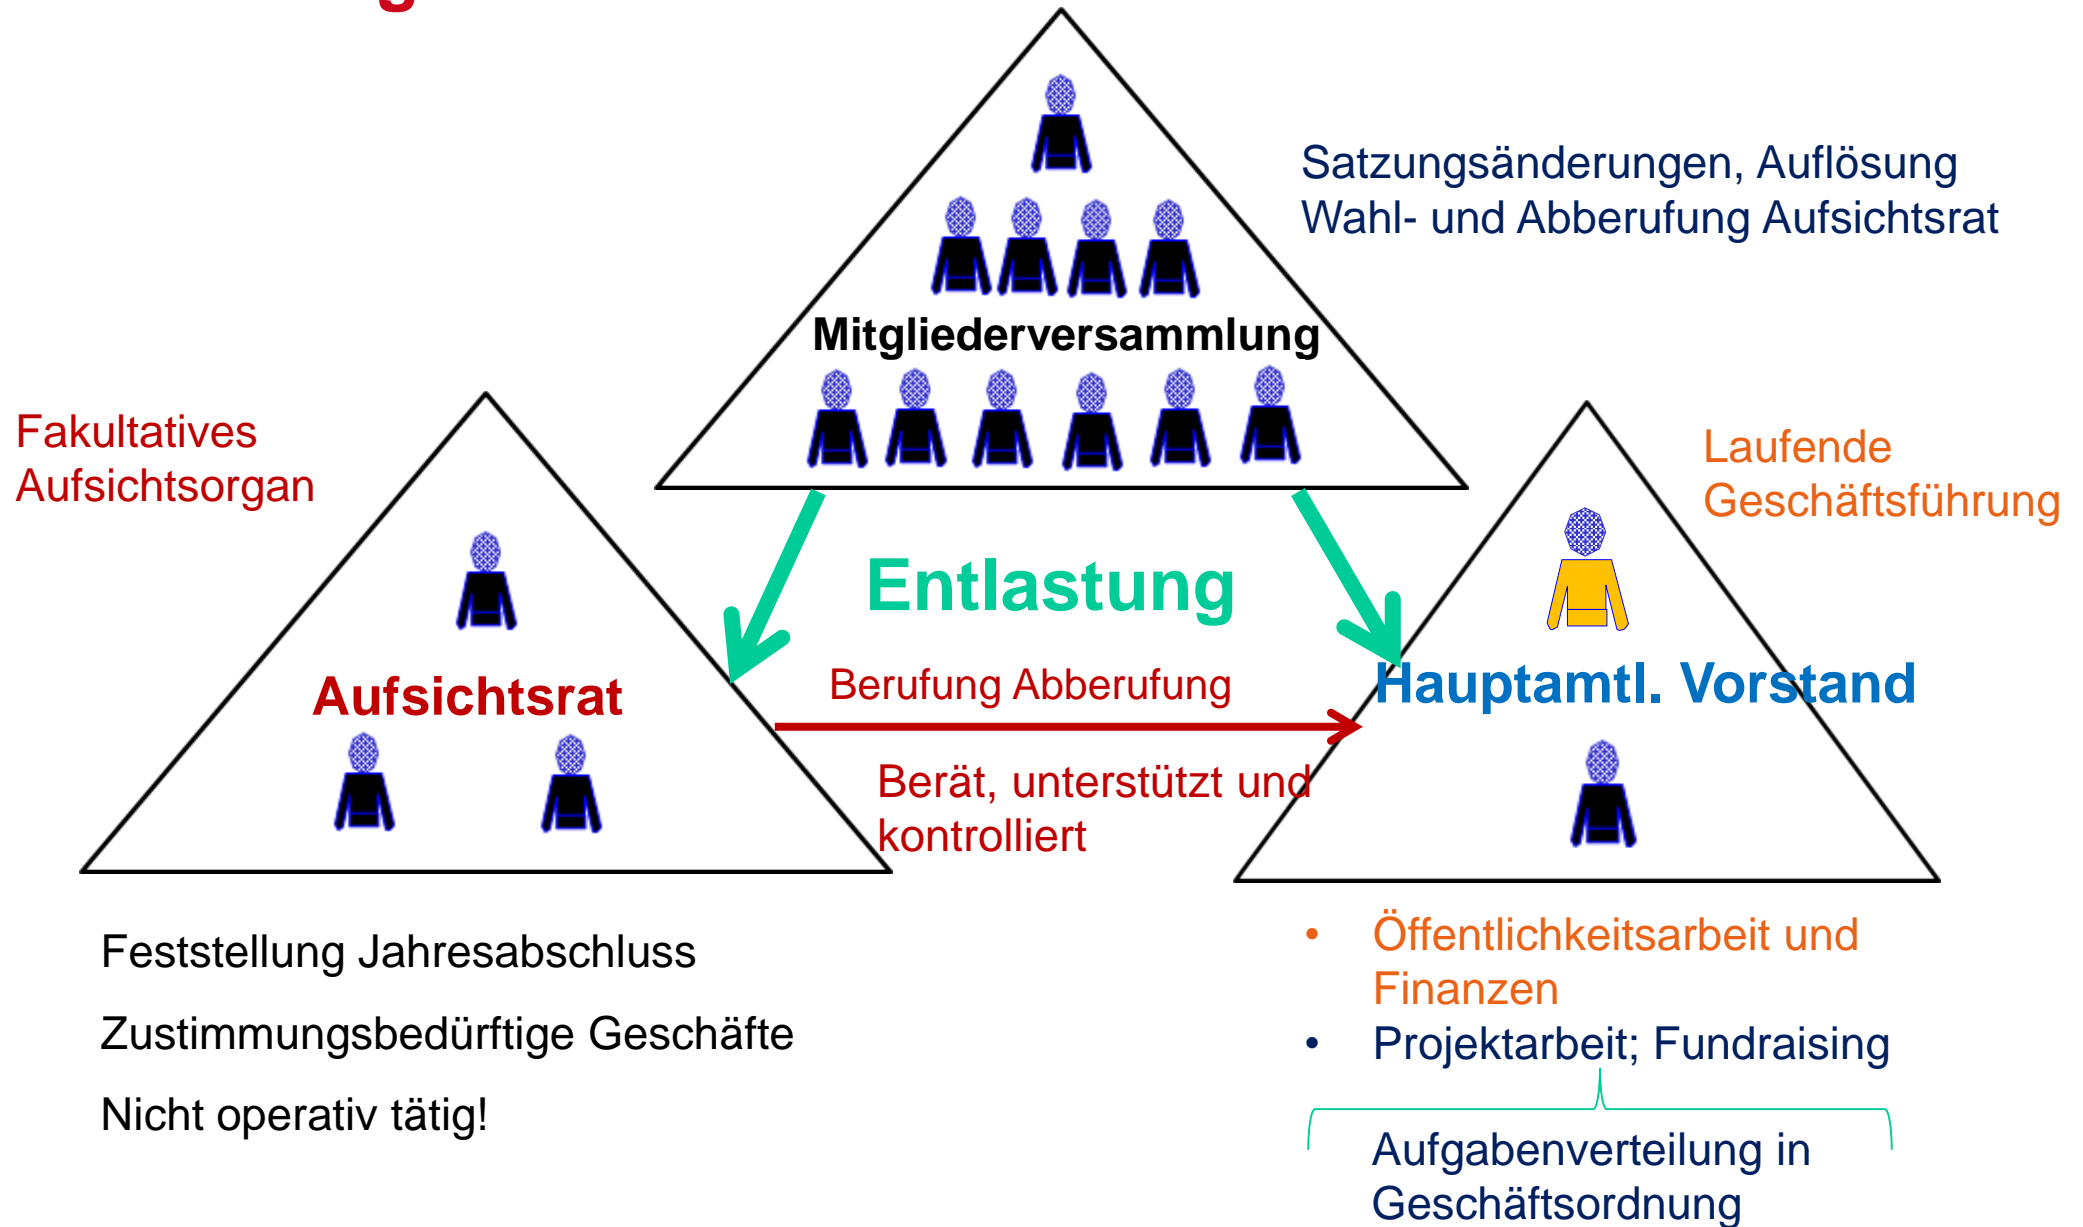 Satzungsänderungen, Auflösung
Wahl- und Abberufung Aufsichtsrat
Mitgliederversammlung
Fakultatives
Aufsichtsorgan
Laufende
Geschäftsführung
Entlastung
Aufsichtsrat
Berufung Abberufung
Hauptamtl. Vorstand
Berät, unterstützt und
kontrolliert
Feststellung Jahresabschluss
Zustimmungsbedürftige Geschäfte
Nicht operativ tätig!
• Öffentlichkeitsarbeit und
Finanzen
• Projektarbeit; Fundraising
Aufgabenverteilung in
Geschäftsordnung